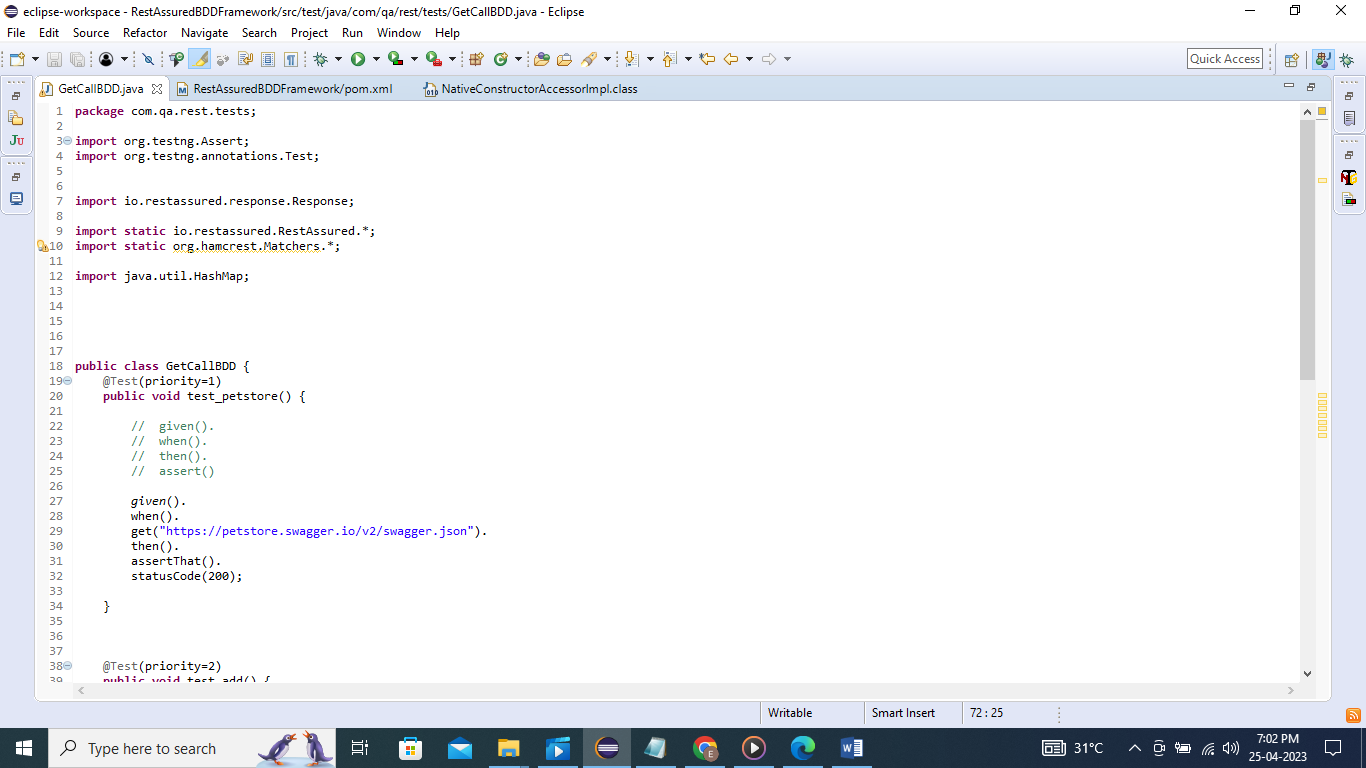 eclipse-workspace - RestAssuredBDDFramework/src/test/java/com/qa/rest/tests/GetCallBDD.java - Eclipse
File Edit Source Refactor Navigate Search Project Run Window Help
Quick Access
GetCallBDD.java RestAssuredBDDFramework/pom.xml NativeConstructorAccessorImpl.class
1 package com.qa.rest.tests;
2
3 import org.testng.Assert;
4 import org.testng.annotations.Test;
5
6
7 import io.restassured.response.Response;
8
9 import static io.restassured.RestAssured.*;
10 import static org.hamcrest.Matchers.*;
11
12 import java.util.HashMap;
13
14
15
16
17
18 public class GetCallBDD {
19 @Test(priority=1)
20 public void test_petstore() {
21
22 // given().
23 // when().
24 // then().
25 // assert()
26
27 given().
28 when().
29 get("https://petstore.swagger.io/v2/swagger.json").
30 then().
31 assertThat().
32 statusCode(200);
33
34 }
35
36
37
38 @Test(priority=2)
39 public void test_add() {
Writable Smart Insert 72 : 25
Type here to search
31°C
7:02 PM
25-04-2023